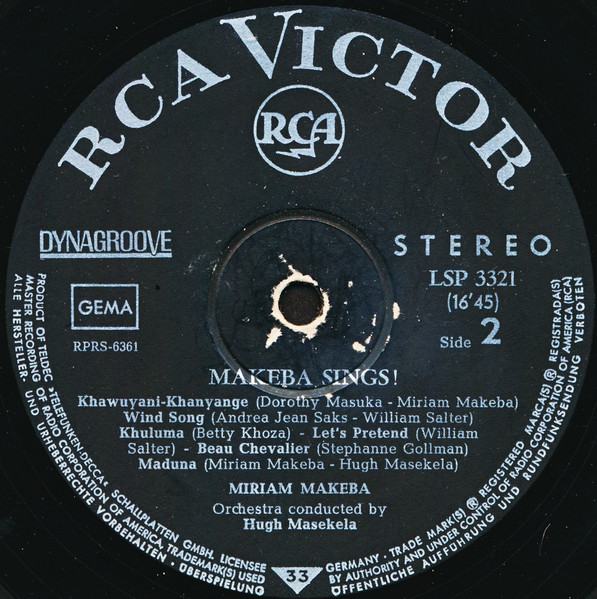 RCA VICTOR
RCA
DYNAGROOVE
STEREO
GEMA
RPRS-6361
LSP 3321
(16'45)
Side 2
MAKEBA SINGS!
Khawuyani-Khanyange (Dorothy Masuka - Miriam Makeba)
Wind Song (Andrea Jean Saks - William Salter)
Khuluma (Betty Khoza) - Let's Pretend (William
Salter) - Beau Chevalier (Stephanne Gollman)
Maduna (Miriam Makeba - Hugh Masekela)
MIRIAM MAKEBA
Orchestra conducted by
Hugh Masekela
PRODUCT OF TELDEC »TELEFUNKEN-DECCA« SCHALLPLATTEN GMBH. LICENSEE
MASTER RECORDING OF RADIO CORPORATION OF AMERICA, TRADEMARK(S) USED
ALLE HERSTELLER- UND URHEBERRECHTE VORBEHALTEN · ÜBERSPIELUNG
33
GERMANY · TRADE MARK(S) ® REGISTERED MARCA(S) ® REGISTRADA(S)
BY AUTHORITY AND UNDER CONTROL OF RADIO CORPORATION OF AMERICA (RCA)
ÖFFENTLICHE AUFFÜHRUNG UND RUNDFUNKSENDUNG VERBOTEN